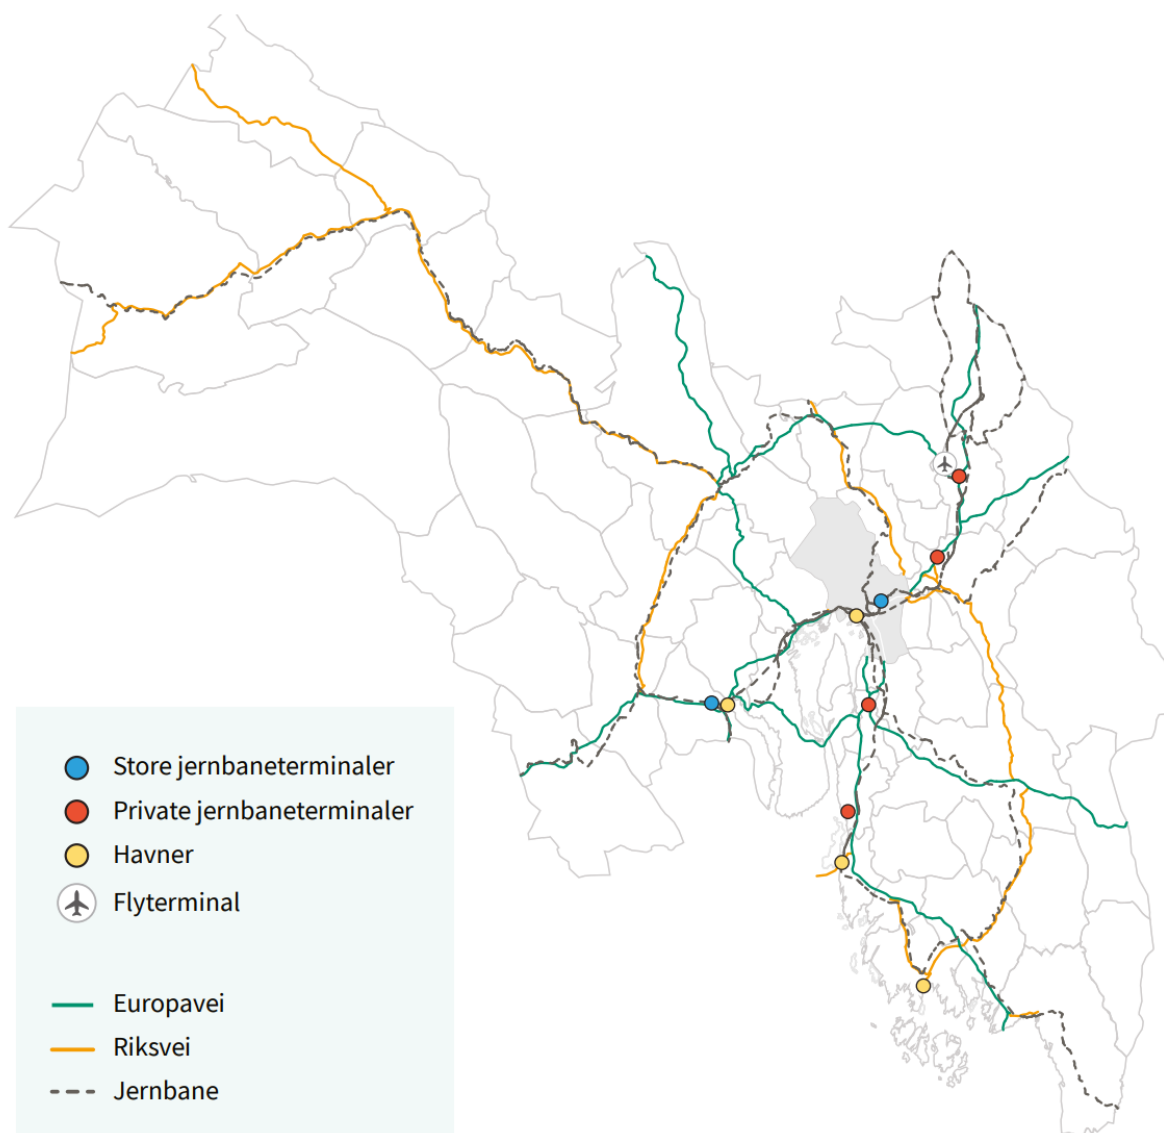 Store jernbaneterminaler
Private jernbaneterminaler
Havner
Flyterminal
Europavei
Riksvei
Jernbane